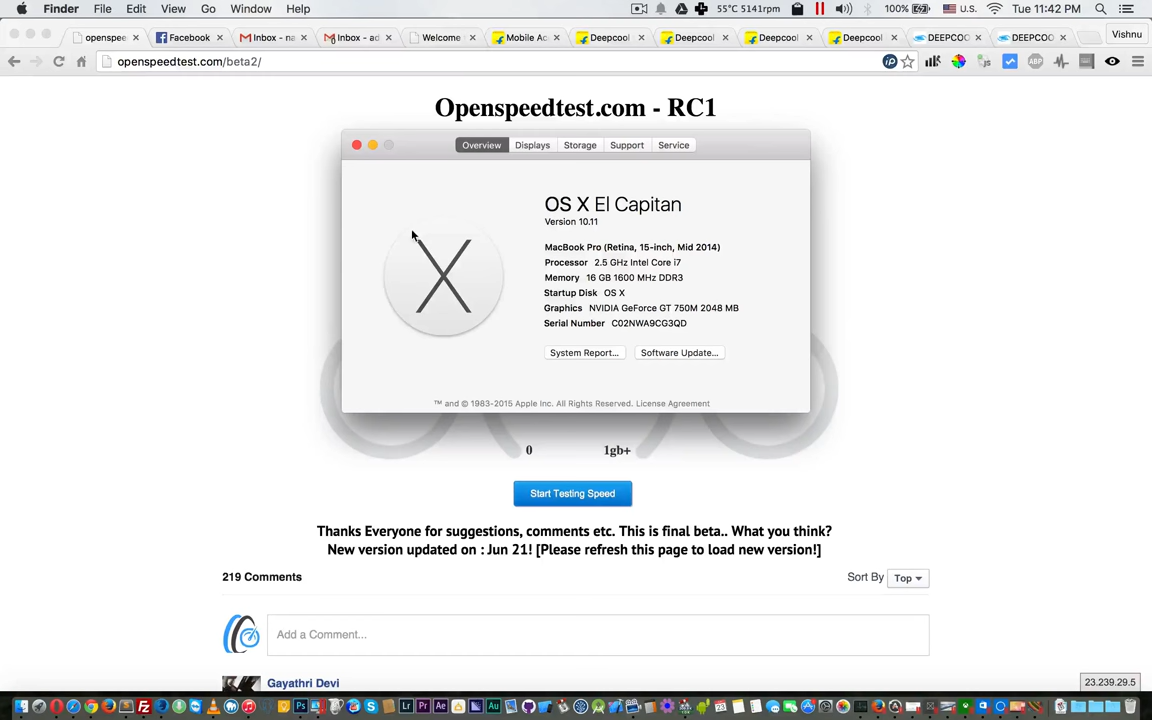 Finder File Edit View Go Window Help 55°C 5141rpm 100% U.S. Tue 11:42 PM
openspee Facebook Inbox - na Inbox - ad Welcome Mobile Ac Deepcool Deepcool Deepcool Deepcool DEEPCOO DEEPCOO Vishnu
openspeedtest.com/beta2/
Openspeedtest.com - RC1
Overview Displays Storage Support Service
OS X El Capitan
Version 10.11
MacBook Pro (Retina, 15-inch, Mid 2014)
Processor 2.5 GHz Intel Core i7
Memory 16 GB 1600 MHz DDR3
Startup Disk OS X
Graphics NVIDIA GeForce GT 750M 2048 MB
Serial Number C02NWA9CG3QD
System Report... Software Update...
™ and © 1983-2015 Apple Inc. All Rights Reserved. License Agreement
0 1gb+
Start Testing Speed
Thanks Everyone for suggestions, comments etc. This is final beta.. What you think?
New version updated on : Jun 21! [Please refresh this page to load new version!]
219 Comments Sort By Top
Add a Comment...
Gayathri Devi
23.239.29.5